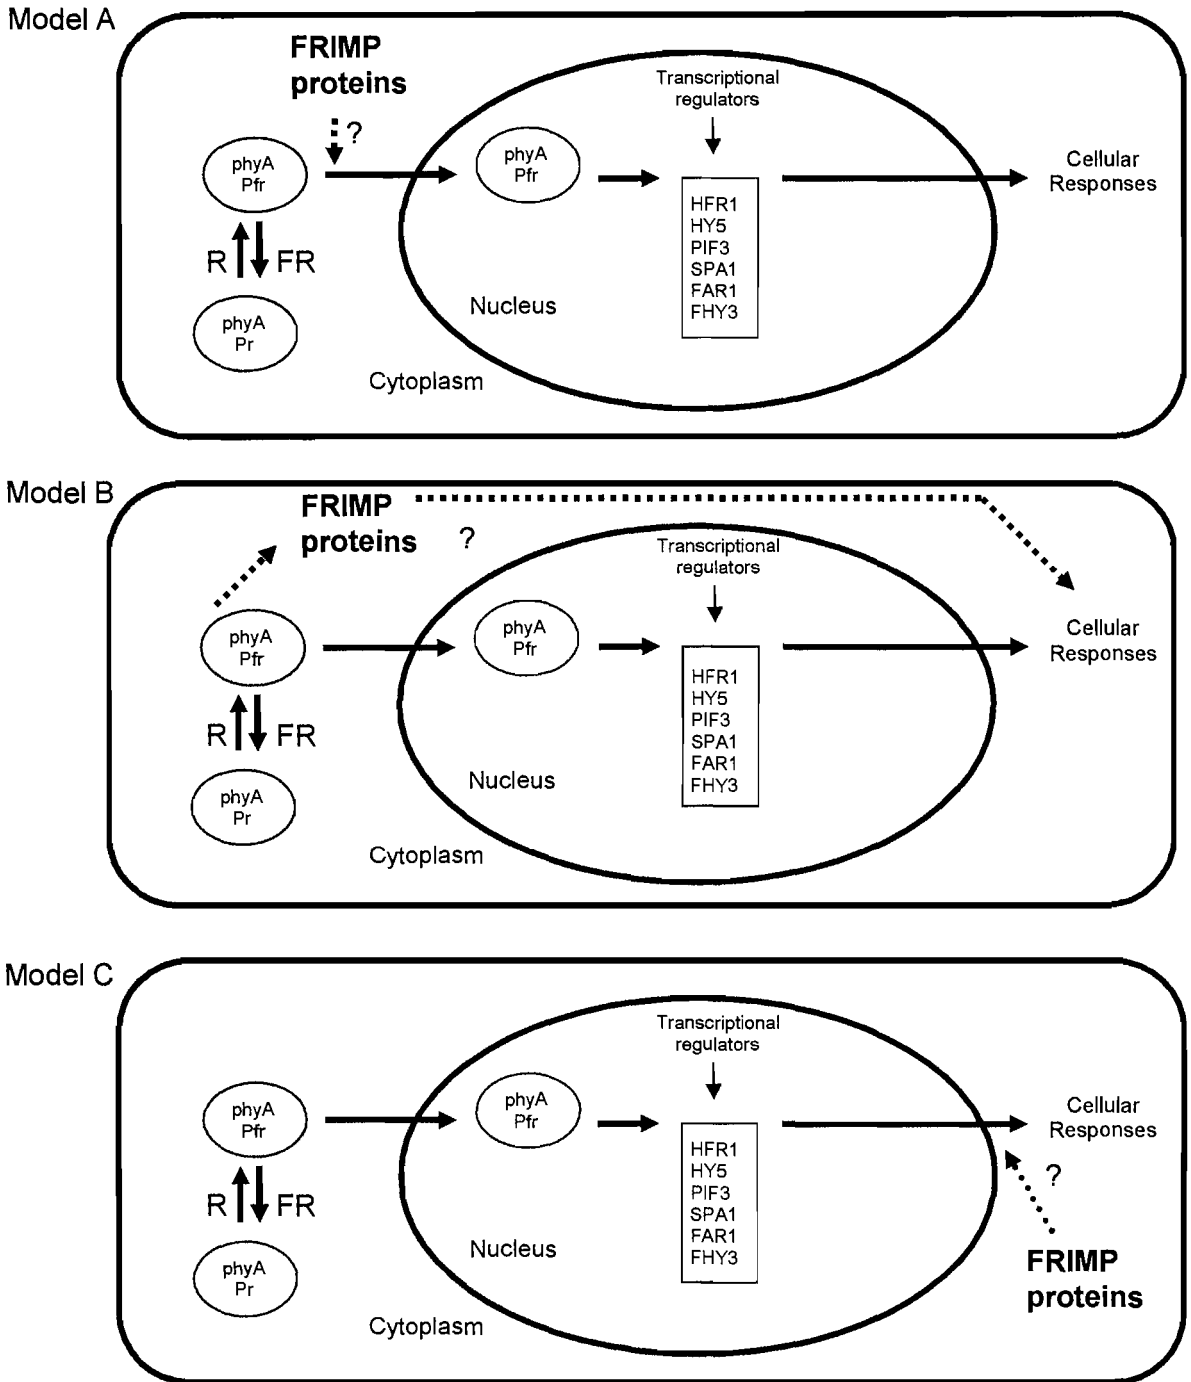 Model A
FRIMP
proteins
?
Transcriptional
regulators
phyA
Pfr
phyA
Pfr
Cellular
Responses
HFR1
HY5
PIF3
SPA1
FAR1
FHY3
R
FR
phyA
Pr
Nucleus
Cytoplasm
Model B
FRIMP
proteins
?
Transcriptional
regulators
phyA
Pfr
phyA
Pfr
Cellular
Responses
HFR1
HY5
PIF3
SPA1
FAR1
FHY3
R
FR
phyA
Pr
Nucleus
Cytoplasm
Model C
Transcriptional
regulators
phyA
Pfr
phyA
Pfr
Cellular
Responses
HFR1
HY5
PIF3
SPA1
FAR1
FHY3
?
R
FR
phyA
Pr
Nucleus
FRIMP
proteins
Cytoplasm